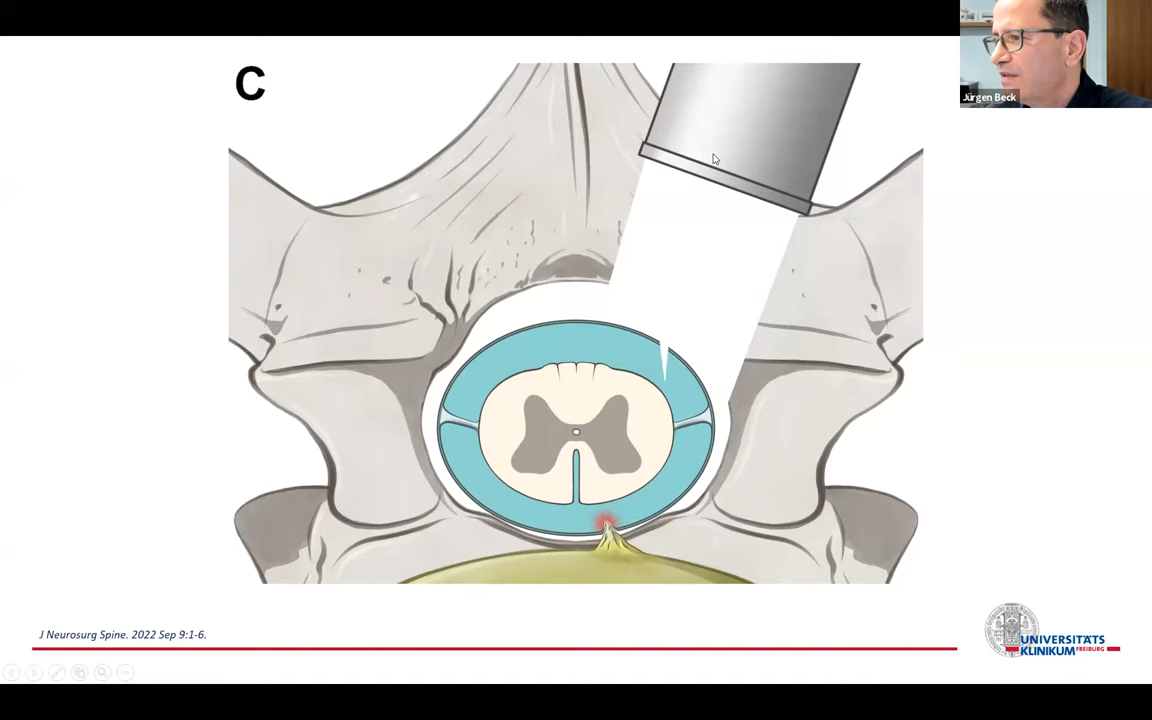 C
Jürgen Beck
J Neurosurg Spine. 2022 Sep 9:1-6.
UNIVERSITÄTS
KLINIKUM FREIBURG